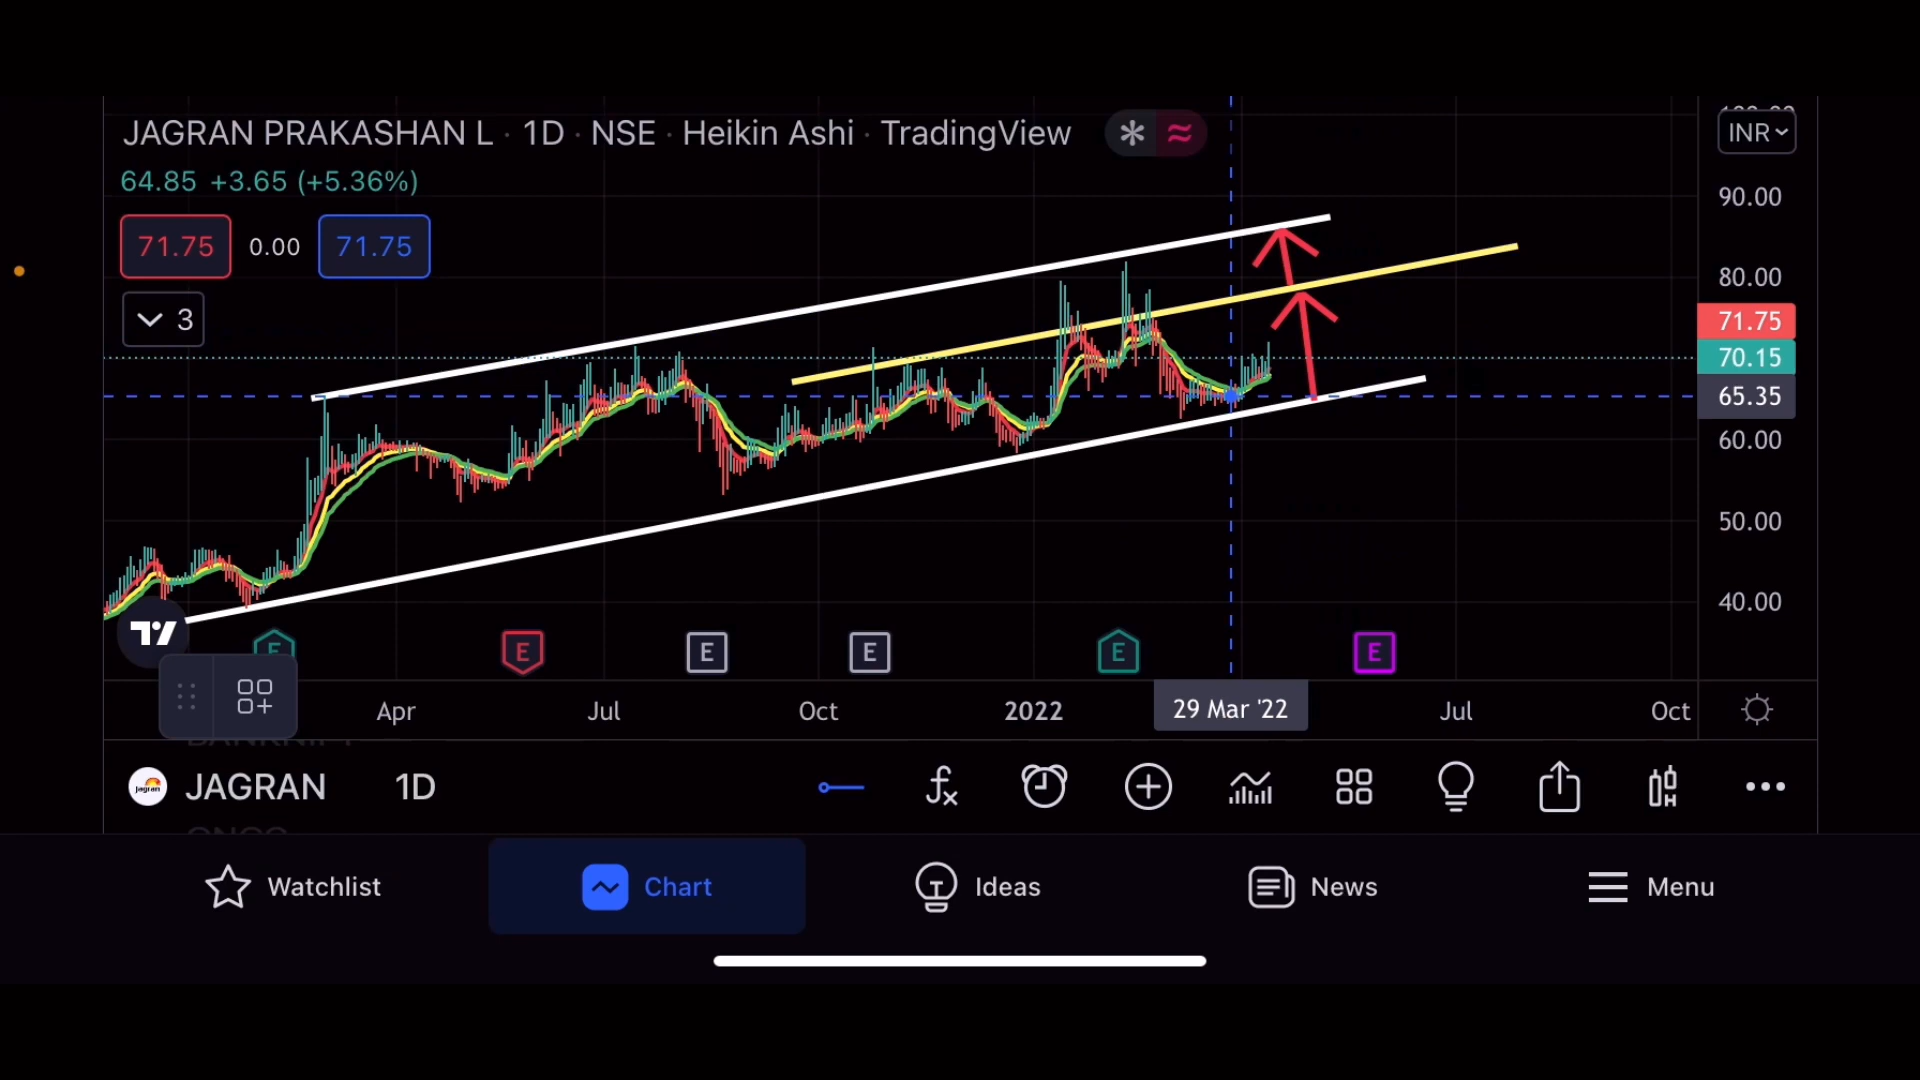 JAGRAN PRAKASHAN L · 1D · NSE · Heikin Ashi · TradingView
INR
64.85 +3.65 (+5.36%)
71.75 0.00 71.75
3
90.00
80.00
71.75
70.15
65.35
60.00
50.00
40.00
E E E E E E
Apr Jul Oct 2022 29 Mar '22 Jul Oct
JAGRAN 1D
Watchlist Chart Ideas News Menu